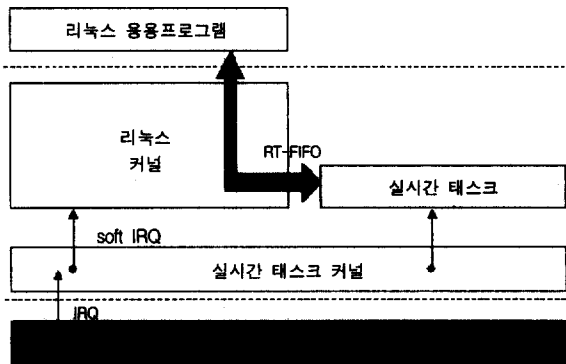 리눅스 응용프로그램
리눅스
커널
RT-FIFO
실시간 태스크
soft IRQ
실시간 태스크 커널
IRQ